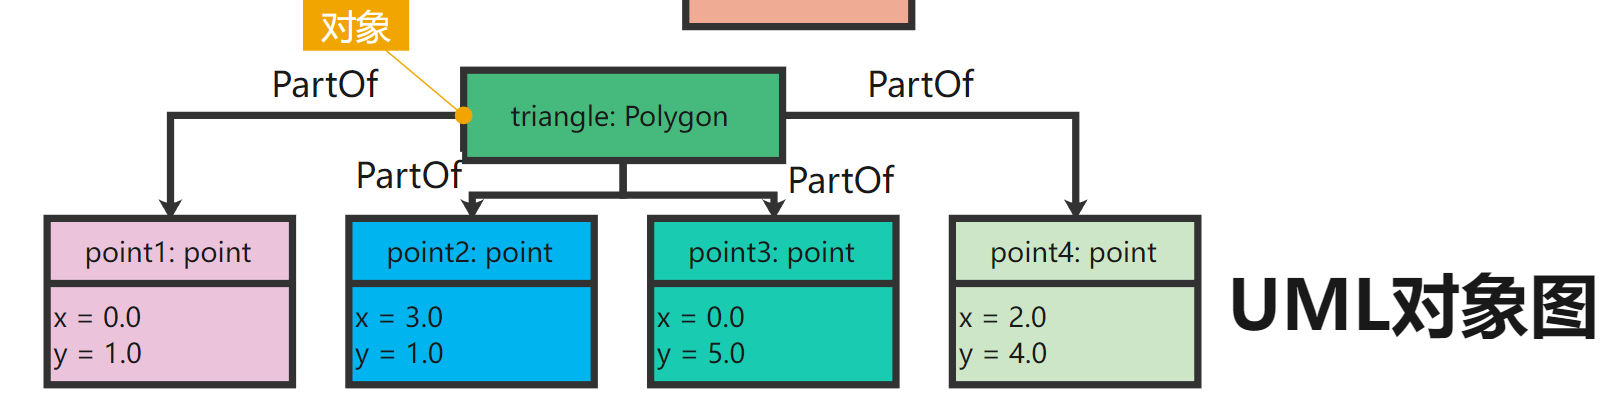 对象
PartOf
PartOf
triangle: Polygon
PartOf
PartOf
point1: point
point2: point
point3: point
point4: point
x = 0.0
y = 1.0
x = 3.0
y = 1.0
x = 0.0
y = 5.0
x = 2.0
y = 4.0
UML对象图